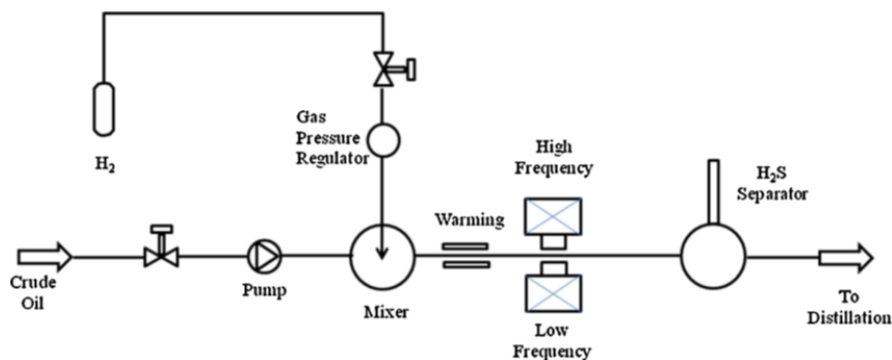 H₂
Gas
Pressure
Regulator
High
Frequency
H₂S
Separator
Warming
Crude
Oil
Pump
Mixer
Low
Frequency
To
Distillation